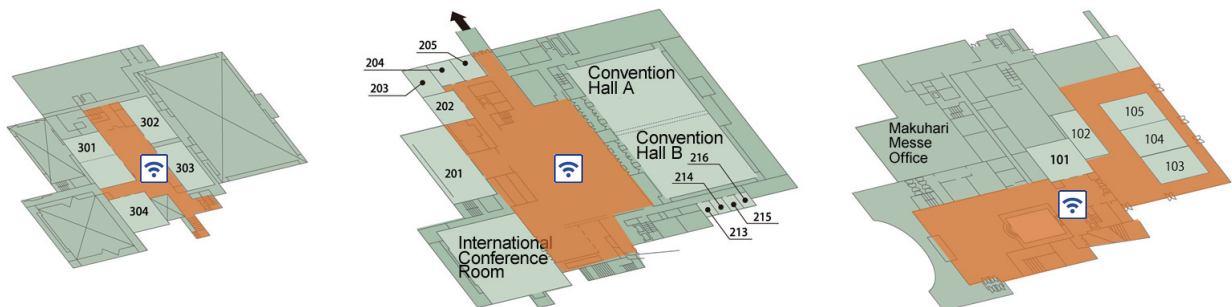 302
301
303
304
205
204
203
202
201
Convention
Hall A
Convention
Hall B
216
214
215
213
International
Conference
Room
Makuhari
Messe
Office
105
102
104
101
103